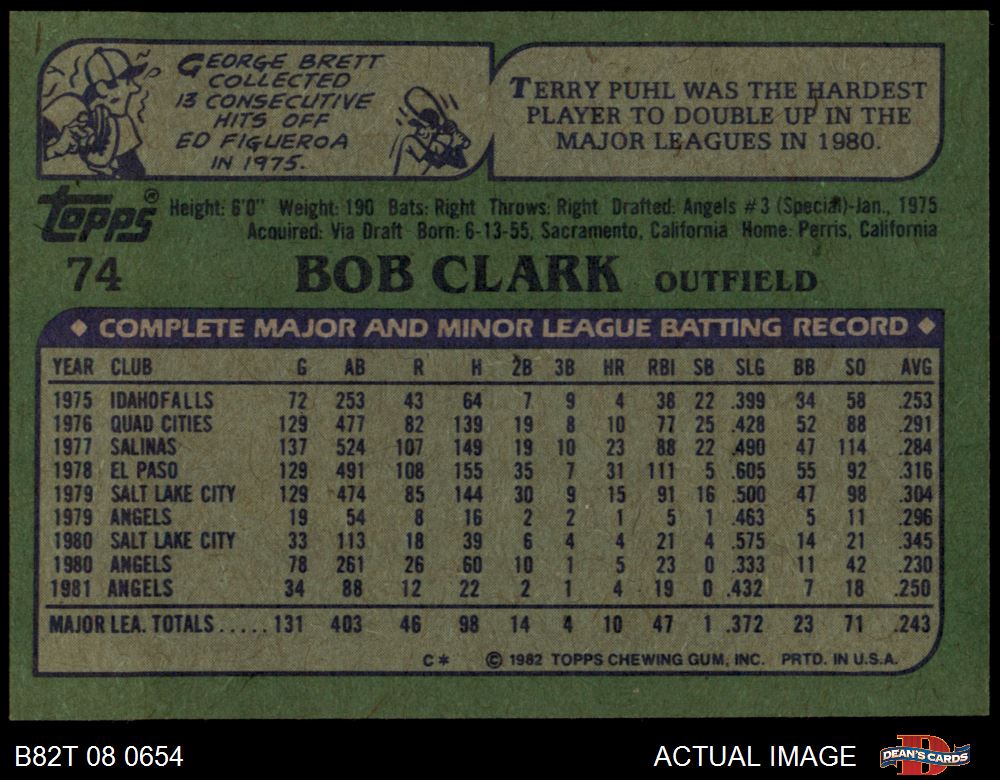 GEORGE BRETT
COLLECTED
13 CONSECUTIVE
HITS OFF
ED FIGUEROA
IN 1975.
TERRY PUHL WAS THE HARDEST
PLAYER TO DOUBLE UP IN THE
MAJOR LEAGUES IN 1980.
topps®
Height: 6'0" Weight: 190 Bats: Right Throws: Right Drafted: Angels #3 (Special)-Jan., 1975
Acquired: Via Draft Born: 6-13-55, Sacramento, California Home: Perris, California
74 BOB CLARK OUTFIELD
◆ COMPLETE MAJOR AND MINOR LEAGUE BATTING RECORD ◆
YEAR CLUB G AB R H 2B 3B HR RBI SB SLG BB SO AVG
1975 IDAHO FALLS 72 253 43 64 7 9 4 38 22 .399 34 58 .253
1976 QUAD CITIES 129 477 82 139 19 8 10 77 25 .428 52 88 .291
1977 SALINAS 137 524 107 149 19 10 23 88 22 .490 47 114 .284
1978 EL PASO 129 491 108 155 35 7 31 111 5 .605 55 92 .316
1979 SALT LAKE CITY 129 474 85 144 30 9 15 91 16 .500 47 98 .304
1979 ANGELS 19 54 8 16 2 2 1 5 1 .463 5 11 .296
1980 SALT LAKE CITY 33 113 18 39 6 4 4 21 4 .575 14 21 .345
1980 ANGELS 78 261 26 60 10 1 5 23 0 .333 11 42 .230
1981 ANGELS 34 88 12 22 2 1 4 19 0 .432 7 18 .250
MAJOR LEA. TOTALS..... 131 403 46 98 14 4 10 47 1 .372 23 71 .243
C* © 1982 TOPPS CHEWING GUM, INC. PRTD. IN U.S.A.
B82T 08 0654 ACTUAL IMAGE DEAN'S CARDS